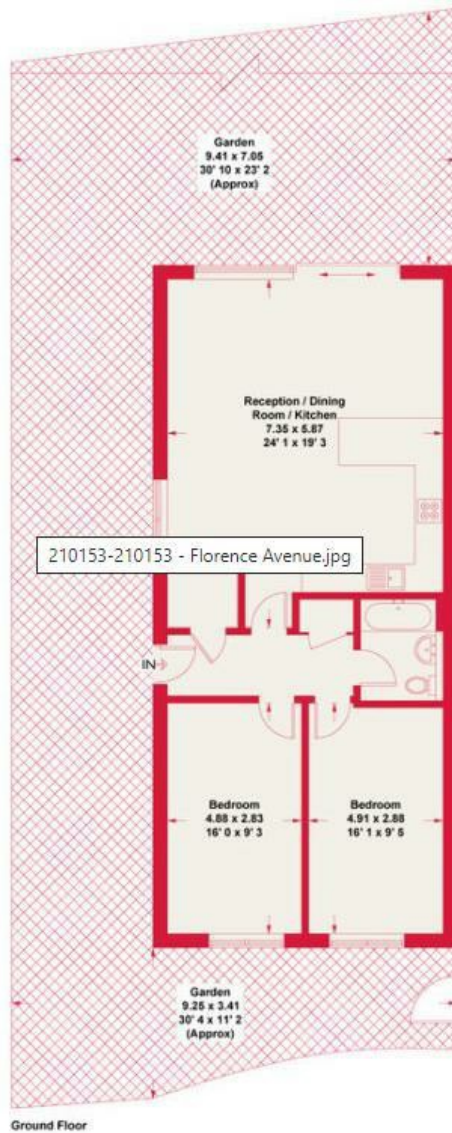 Garden
9.41 x 7.05
30' 10 x 23' 2
(Approx)
Reception / Dining
Room / Kitchen
7.35 x 5.87
24' 1 x 19' 3
210153-210153 - Florence Avenue.jpg
IN
Bedroom
4.88 x 2.83
16' 0 x 9' 3
Bedroom
4.91 x 2.88
16' 1 x 9' 5
Garden
9.25 x 3.41
30' 4 x 11' 2
(Approx)
Ground Floor